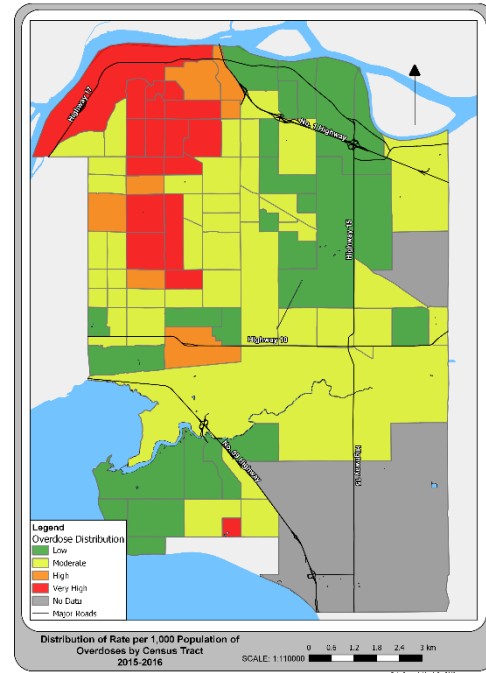 Highway 17
No. 1 Highway
Highway 15
Highway 10
No. 99 Highway
Highway 15
Legend
Overdose Distribution
Low
Moderate
High
Very High
No Data
Major Roads
Distribution of Rate per 1,000 Population of
Overdoses by Census Tract
2015-2016
SCALE: 1:110000
0 0.6 1.2 1.8 2.4 3 km